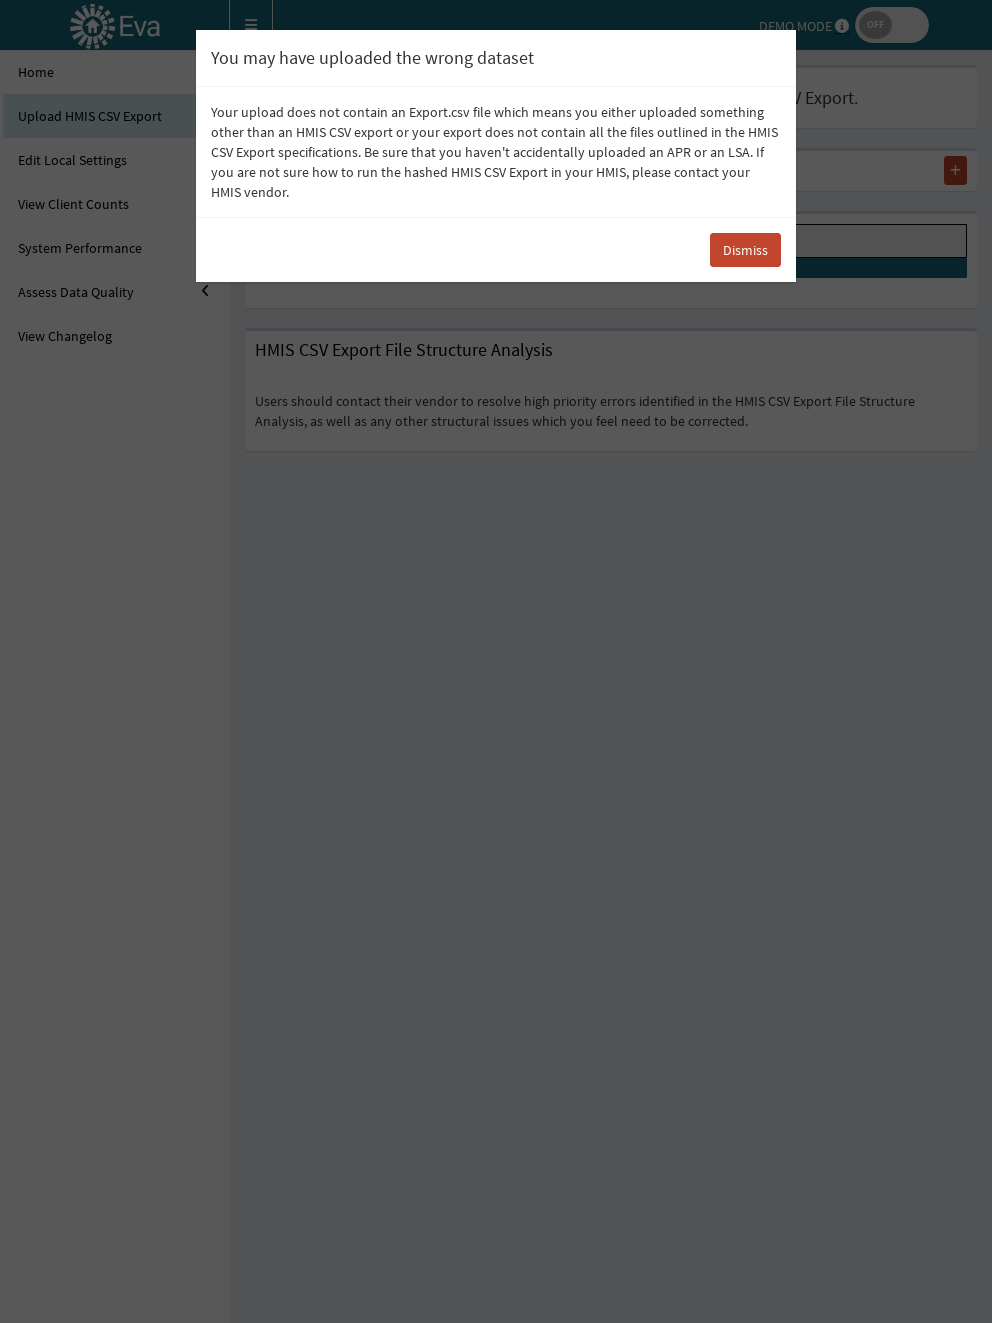 Eva
DEMO MODE
OFF
You may have uploaded the wrong dataset
Home
V Export.
Your upload does not contain an Export.csv file which means you either uploaded something
other than an HMIS CSV export or your export does not contain all the files outlined in the HMIS
CSV Export specifications. Be sure that you haven't accidentally uploaded an APR or an LSA. If
you are not sure how to run the hashed HMIS CSV Export in your HMIS, please contact your
HMIS vendor.
Dismiss
Upload HMIS CSV Export
Edit Local Settings
View Client Counts
System Performance
Assess Data Quality
View Changelog
HMIS CSV Export File Structure Analysis
Users should contact their vendor to resolve high priority errors identified in the HMIS CSV Export File Structure
Analysis, as well as any other structural issues which you feel need to be corrected.